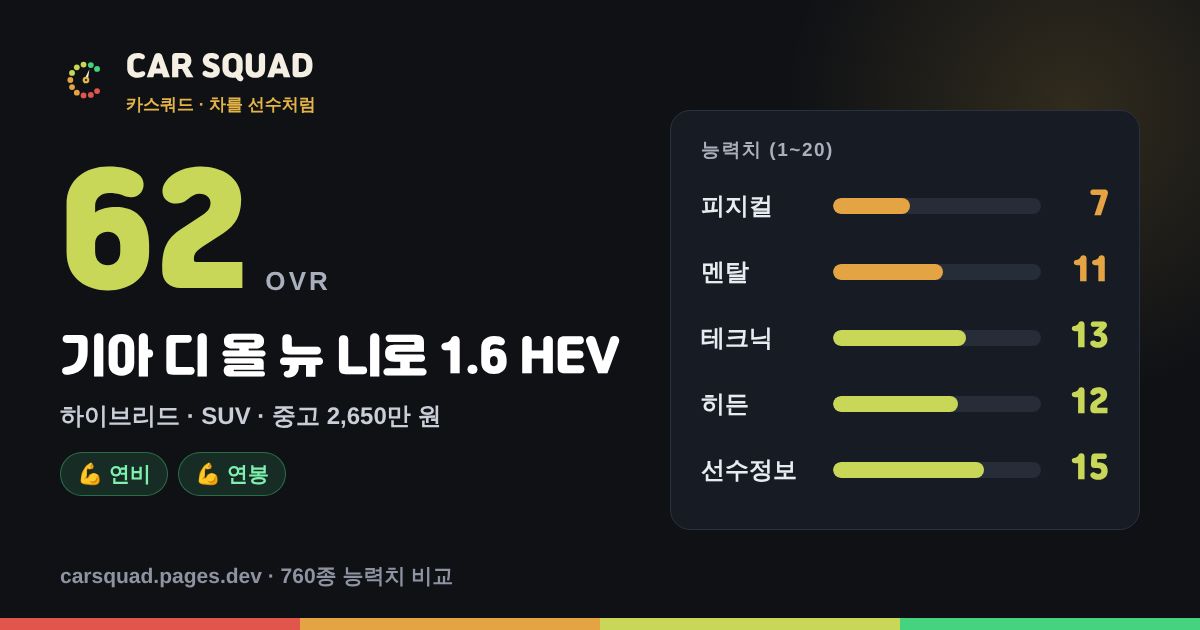 CAR SQUAD
카스쿼드 · 차를 선수처럼
62 OVR
기아 디 올 뉴 니로 1.6 HEV
하이브리드 · SUV · 중고 2,650만 원
💪 연비 💪 연봉
carsquad.pages.dev · 760종 능력치 비교
능력치 (1~20)
피지컬 7
멘탈 11
테크닉 13
히든 12
선수정보 15